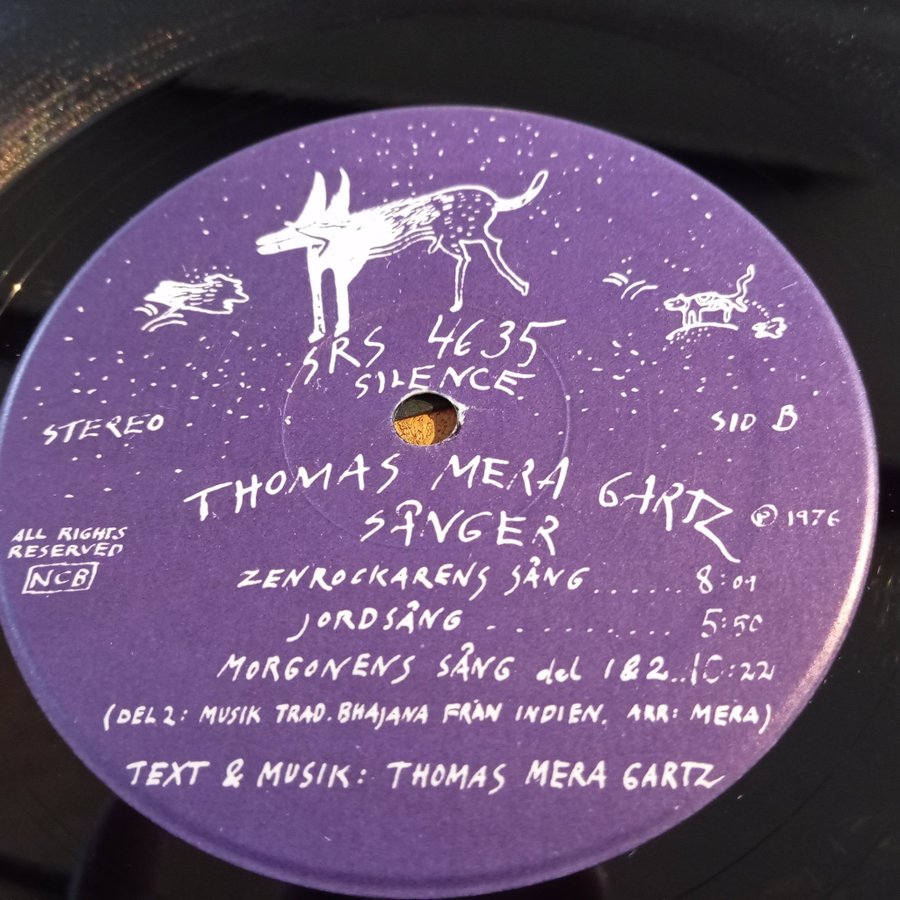 SRS 4635
SILENCE
STEREO
SID B
THOMAS MERA GARTZ
SÅNGER
℗ 1976
ALL RIGHTS
RESERVED
NCB
ZENROCKARENS SÅNG...... 8:01
JORDSÅNG ........... 5:50
MORGONENS SÅNG del 1&2...10:22
(DEL 2: MUSIK TRAD. BHAJANA FRÅN INDIEN. ARR: MERA)
TEXT & MUSIK: THOMAS MERA GARTZ